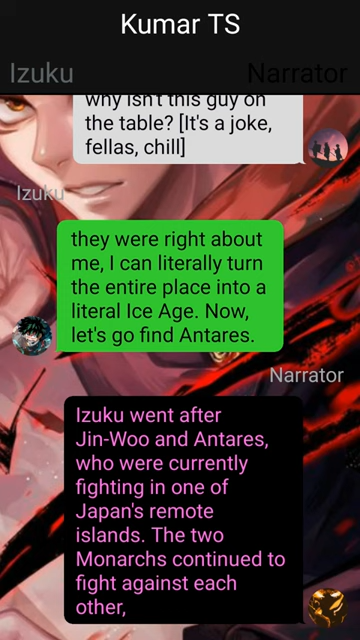 Kumar TS
Izuku
Narrator
why isn't this guy on
the table? [It's a joke,
fellas, chill]
Izuku
they were right about
me, I can literally turn
the entire place into a
literal Ice Age. Now,
let's go find Antares.
Narrator
Izuku went after
Jin-Woo and Antares,
who were currently
fighting in one of
Japan's remote
islands. The two
Monarchs continued to
fight against each
other,